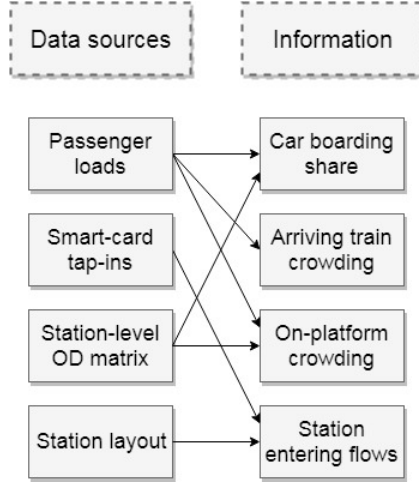 Data sources
Information
Passenger
loads
Car boarding
share
Smart-card
tap-ins
Arriving train
crowding
Station-level
OD matrix
On-platform
crowding
Station layout
Station
entering flows